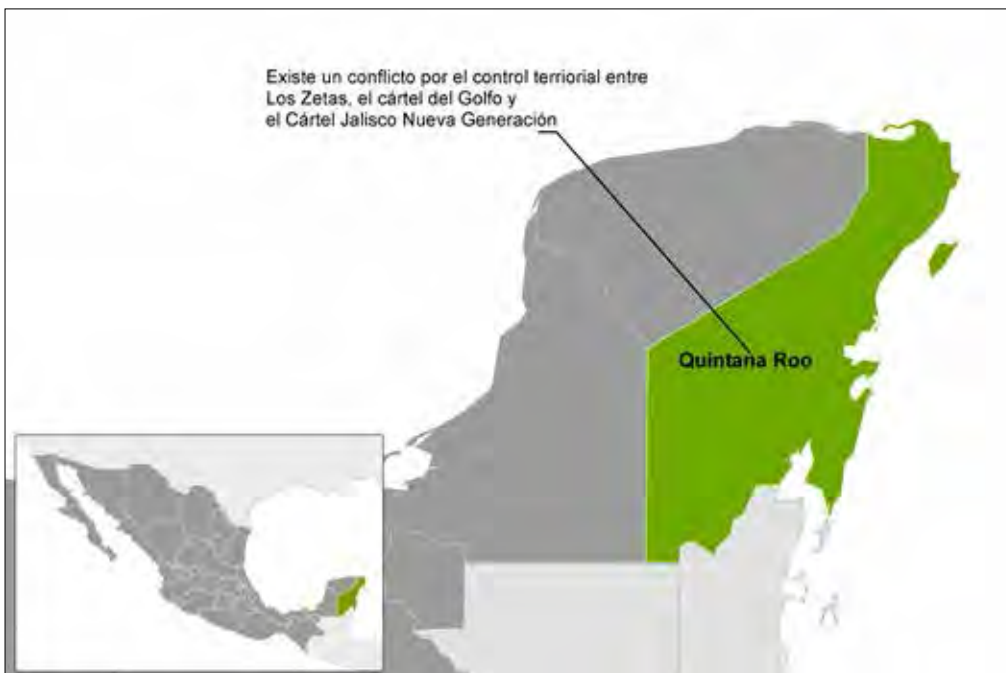 Existe un conflicto por el control terriorial entre
Los Zetas, el cártel del Golfo y
el Cártel Jalisco Nueva Generación
Quintana Roo